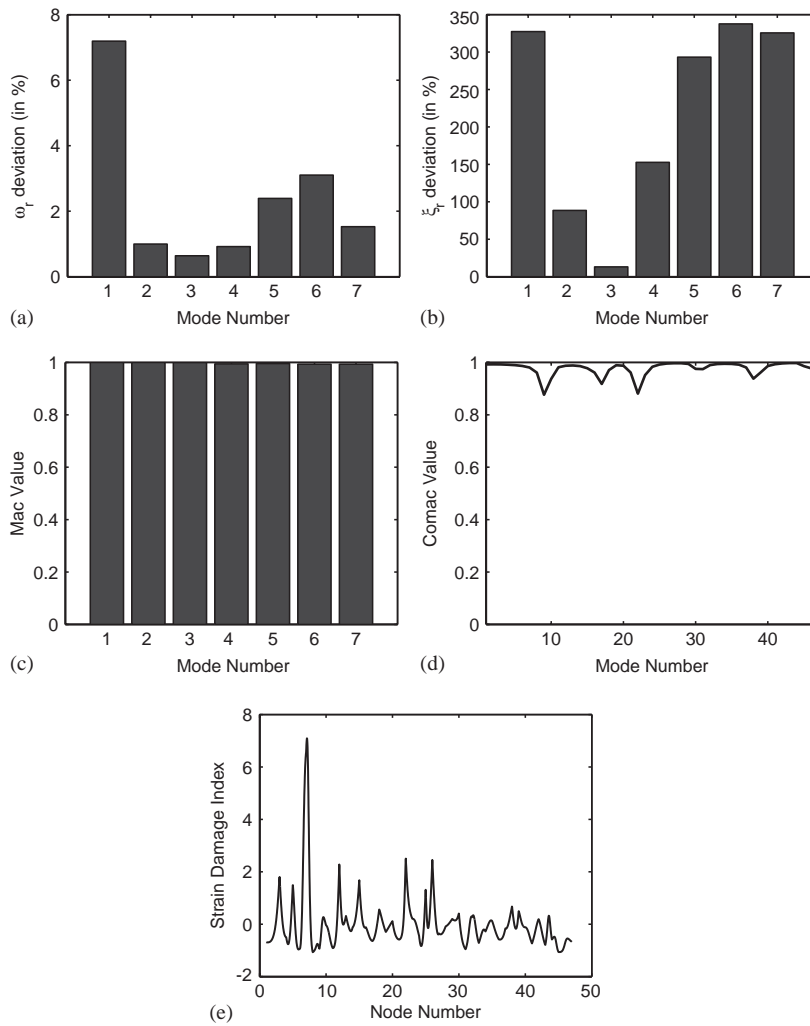 8
6
4
2
0
ω_r deviation (in %)
1 2 3 4 5 6 7
Mode Number
(a)
350
300
250
200
150
100
50
0
ξ_r deviation (in %)
1 2 3 4 5 6 7
Mode Number
(b)
1
0.8
0.6
0.4
0.2
0
Mac Value
1 2 3 4 5 6 7
Mode Number
(c)
1
0.8
0.6
0.4
0.2
0
Comac Value
10 20 30 40
Mode Number
(d)
8
6
4
2
0
-2
Strain Damage Index
0 10 20 30 40 50
Node Number
(e)